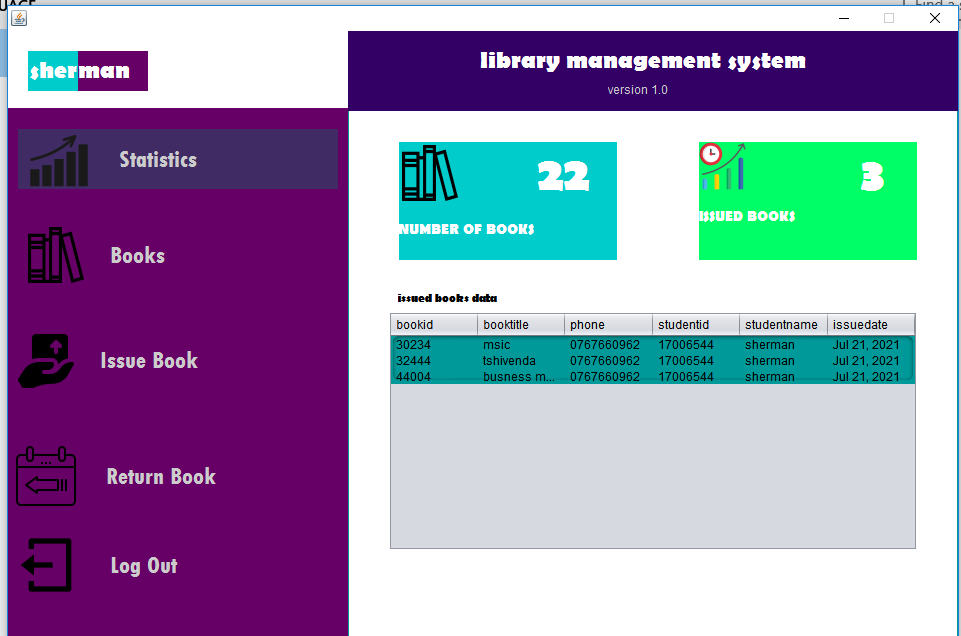 sherman
library management system
version 1.0
Statistics
Books
Issue Book
Return Book
Log Out
22
NUMBER OF BOOKS
3
ISSUED BOOKS
issued books data
bookid booktitle phone studentid studentname issuedate
30234 msic 0767660962 17006544 sherman Jul 21, 2021
32444 tshivenda 0767660962 17006544 sherman Jul 21, 2021
44004 busness m... 0767660962 17006544 sherman Jul 21, 2021